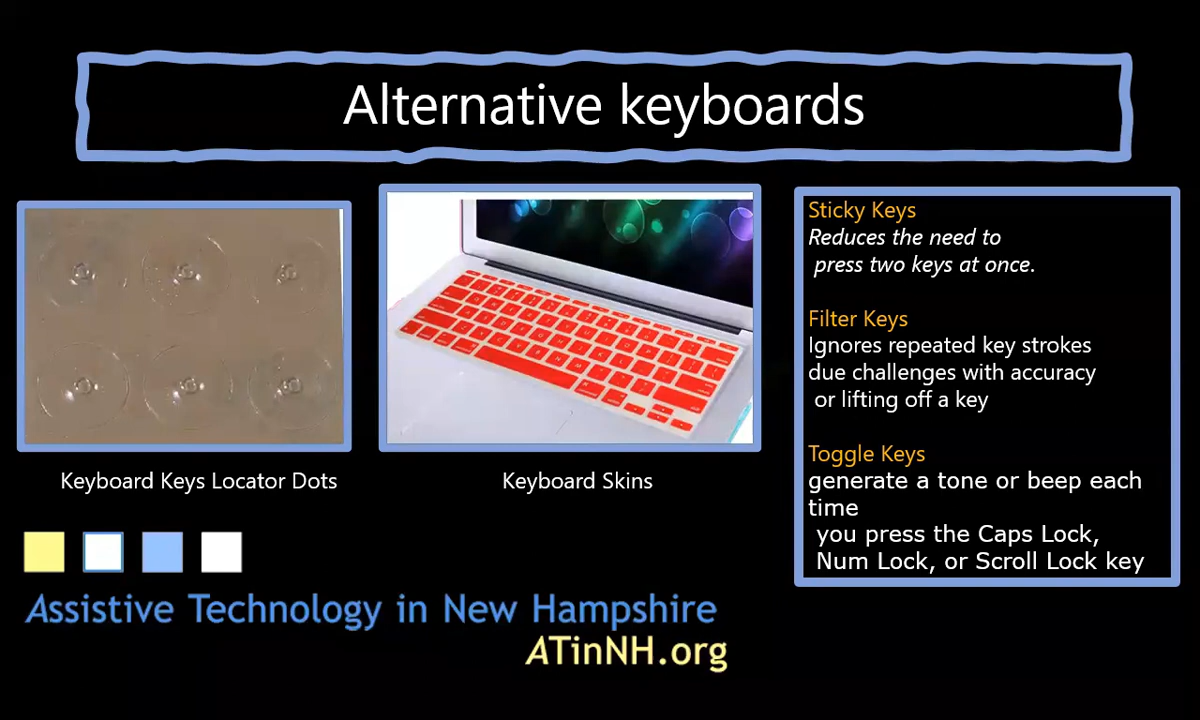 Alternative keyboards
Keyboard Keys Locator Dots
Keyboard Skins
Sticky Keys
Reduces the need to
press two keys at once.
Filter Keys
Ignores repeated key strokes
due challenges with accuracy
or lifting off a key
Toggle Keys
generate a tone or beep each
time
you press the Caps Lock,
Num Lock, or Scroll Lock key
Assistive Technology in New Hampshire
ATinNH.org